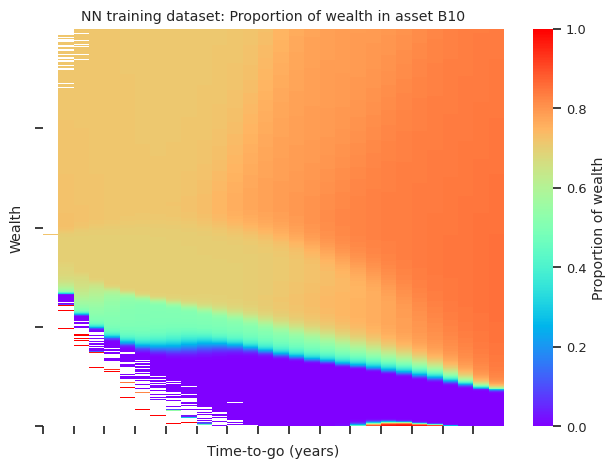 NN training dataset: Proportion of wealth in asset B10
Wealth
Time-to-go (years)
1.0
0.8
0.6
0.4
0.2
0.0
Proportion of wealth